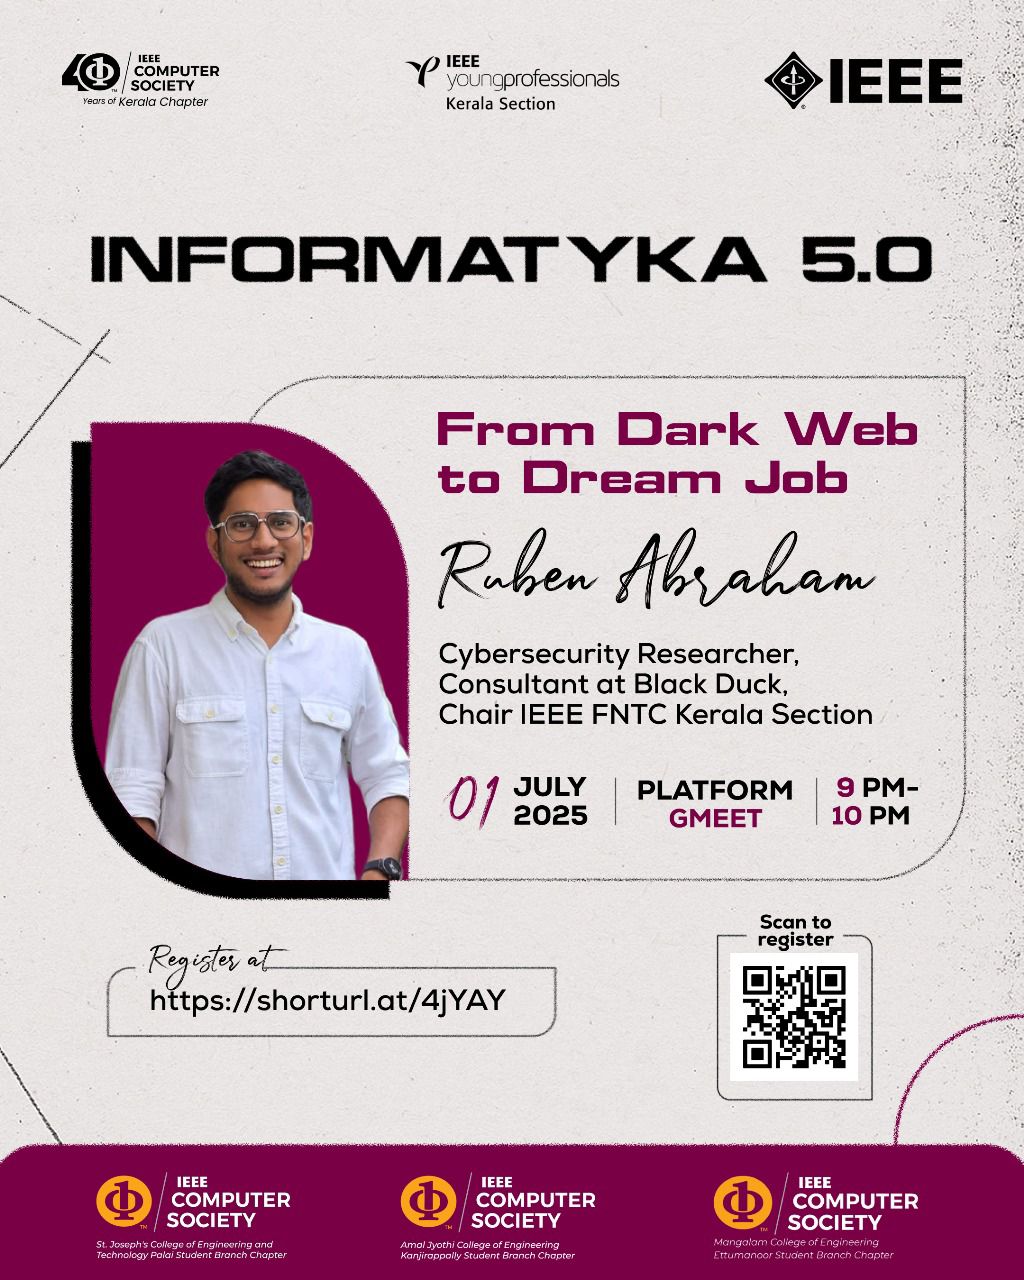 40 IEEE
COMPUTER
SOCIETY
Years of Kerala Chapter
IEEE
youngprofessionals
Kerala Section
IEEE
INFORMATYKA 5.0
From Dark Web
to Dream Job
Ruben Abraham
Cybersecurity Researcher,
Consultant at Black Duck,
Chair IEEE FNTC Kerala Section
01 JULY
2025
PLATFORM
GMEET
9 PM-
10 PM
Register at
https://shorturl.at/4jYAY
Scan to
register
IEEE
COMPUTER
SOCIETY
St. Joseph's College of Engineering and
Technology Palai Student Branch Chapter
IEEE
COMPUTER
SOCIETY
Amal Jyothi College of Engineering
Kanjirappally Student Branch Chapter
IEEE
COMPUTER
SOCIETY
Mangalam College of Engineering
Ettumanoor Student Branch Chapter